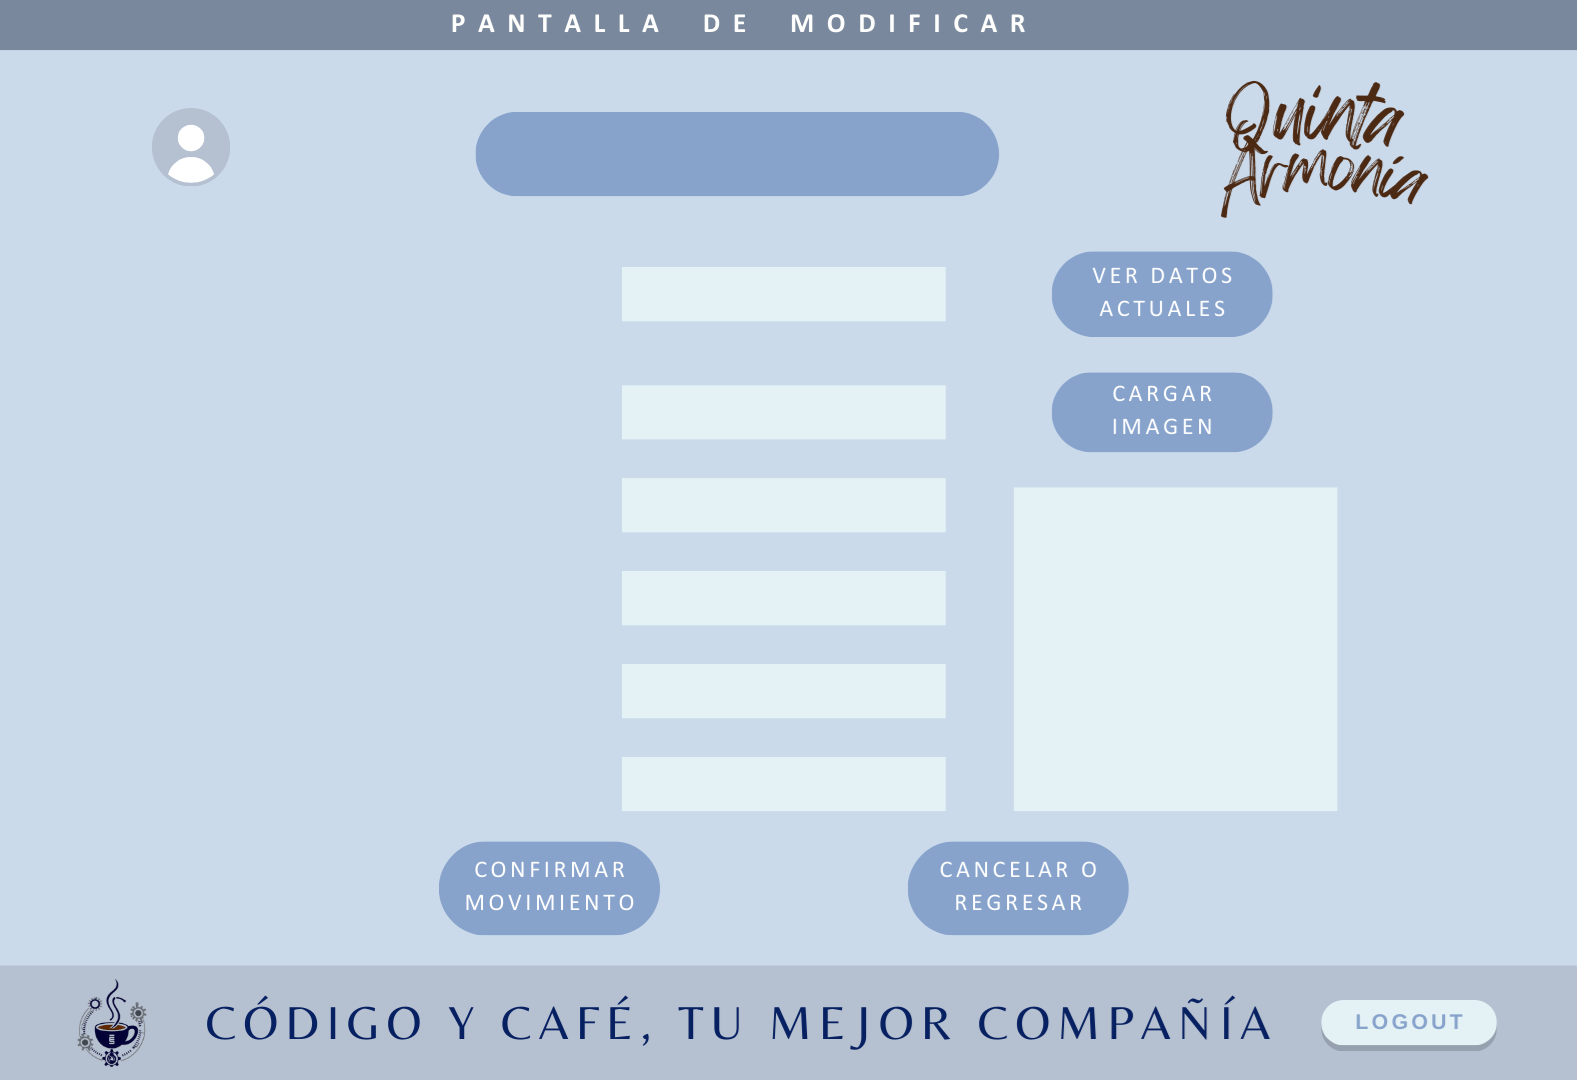 PANTALLA DE MODIFICAR
Quinta
Armonía
VER DATOS
ACTUALES
CARGAR
IMAGEN
CONFIRMAR
MOVIMIENTO
CANCELAR O
REGRESAR
CÓDIGO Y CAFÉ, TU MEJOR COMPAÑÍA
LOGOUT